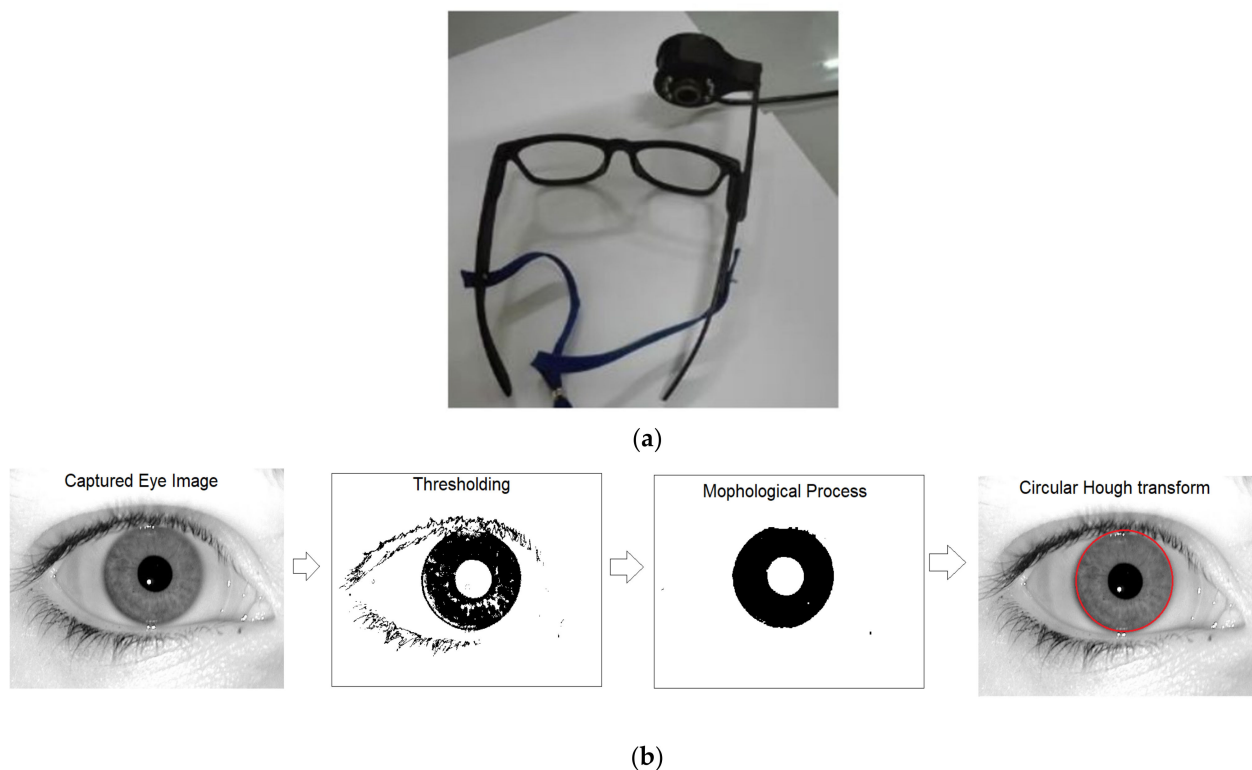 (a)
Captured Eye Image
Thresholding
Mophological Process
Circular Hough transform
(b)